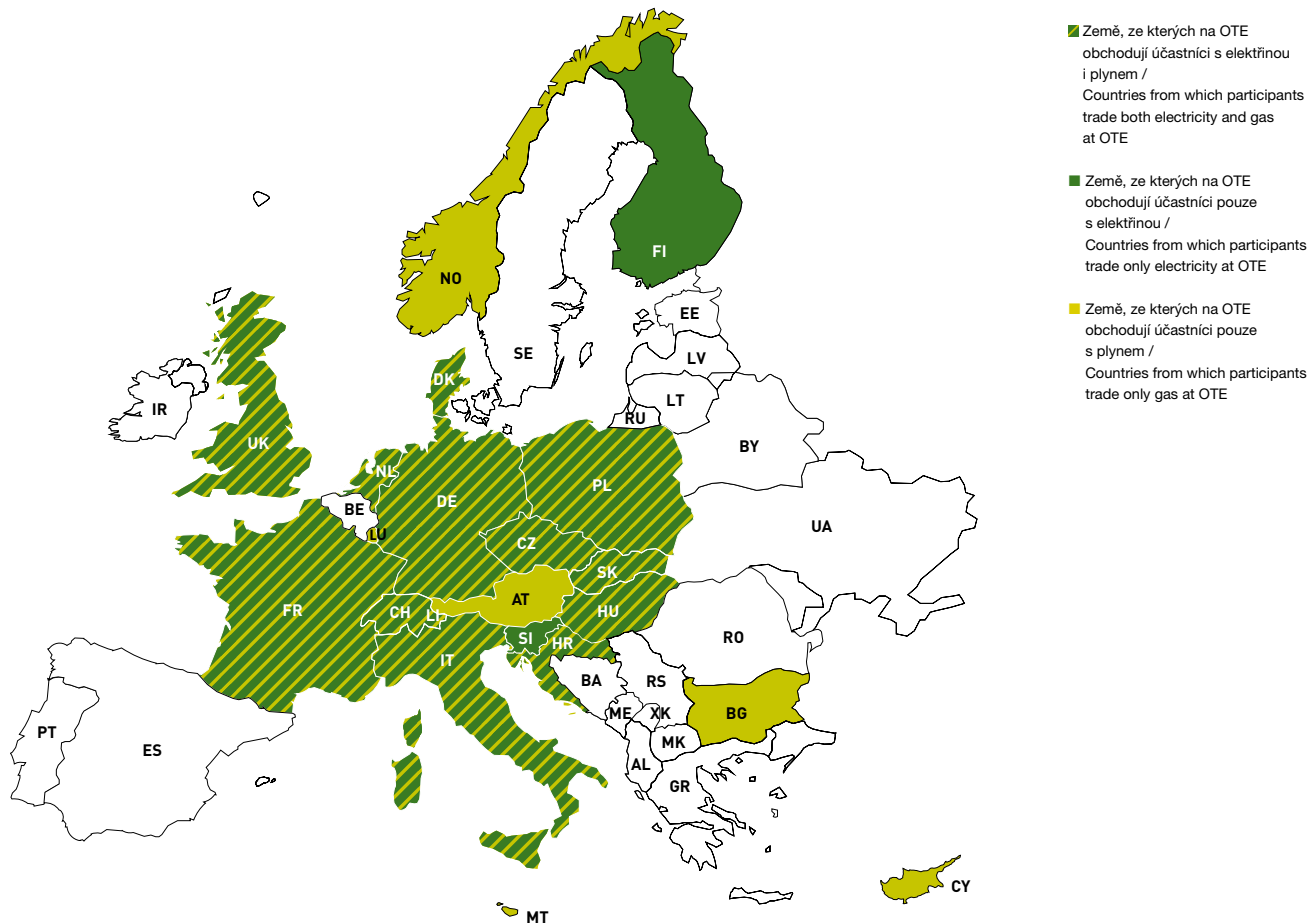 Země, ze kterých na OTE
obchodují účastníci s elektřinou
i plynem /
Countries from which participants
trade both electricity and gas
at OTE
Země, ze kterých na OTE
obchodují účastníci pouze
s elektřinou /
Countries from which participants
trade only electricity at OTE
Země, ze kterých na OTE
obchodují účastníci pouze
s plynem /
Countries from which participants
trade only gas at OTE
FI
NO
EE
SE
LV
DK
LT
IR
RU
UK
BY
NL
PL
DE
BE
UA
LU
CZ
SK
AT
FR
CH
LI
HU
SI
HR
RO
IT
BA
RS
ME
XK
BG
PT
MK
ES
AL
GR
CY
MT